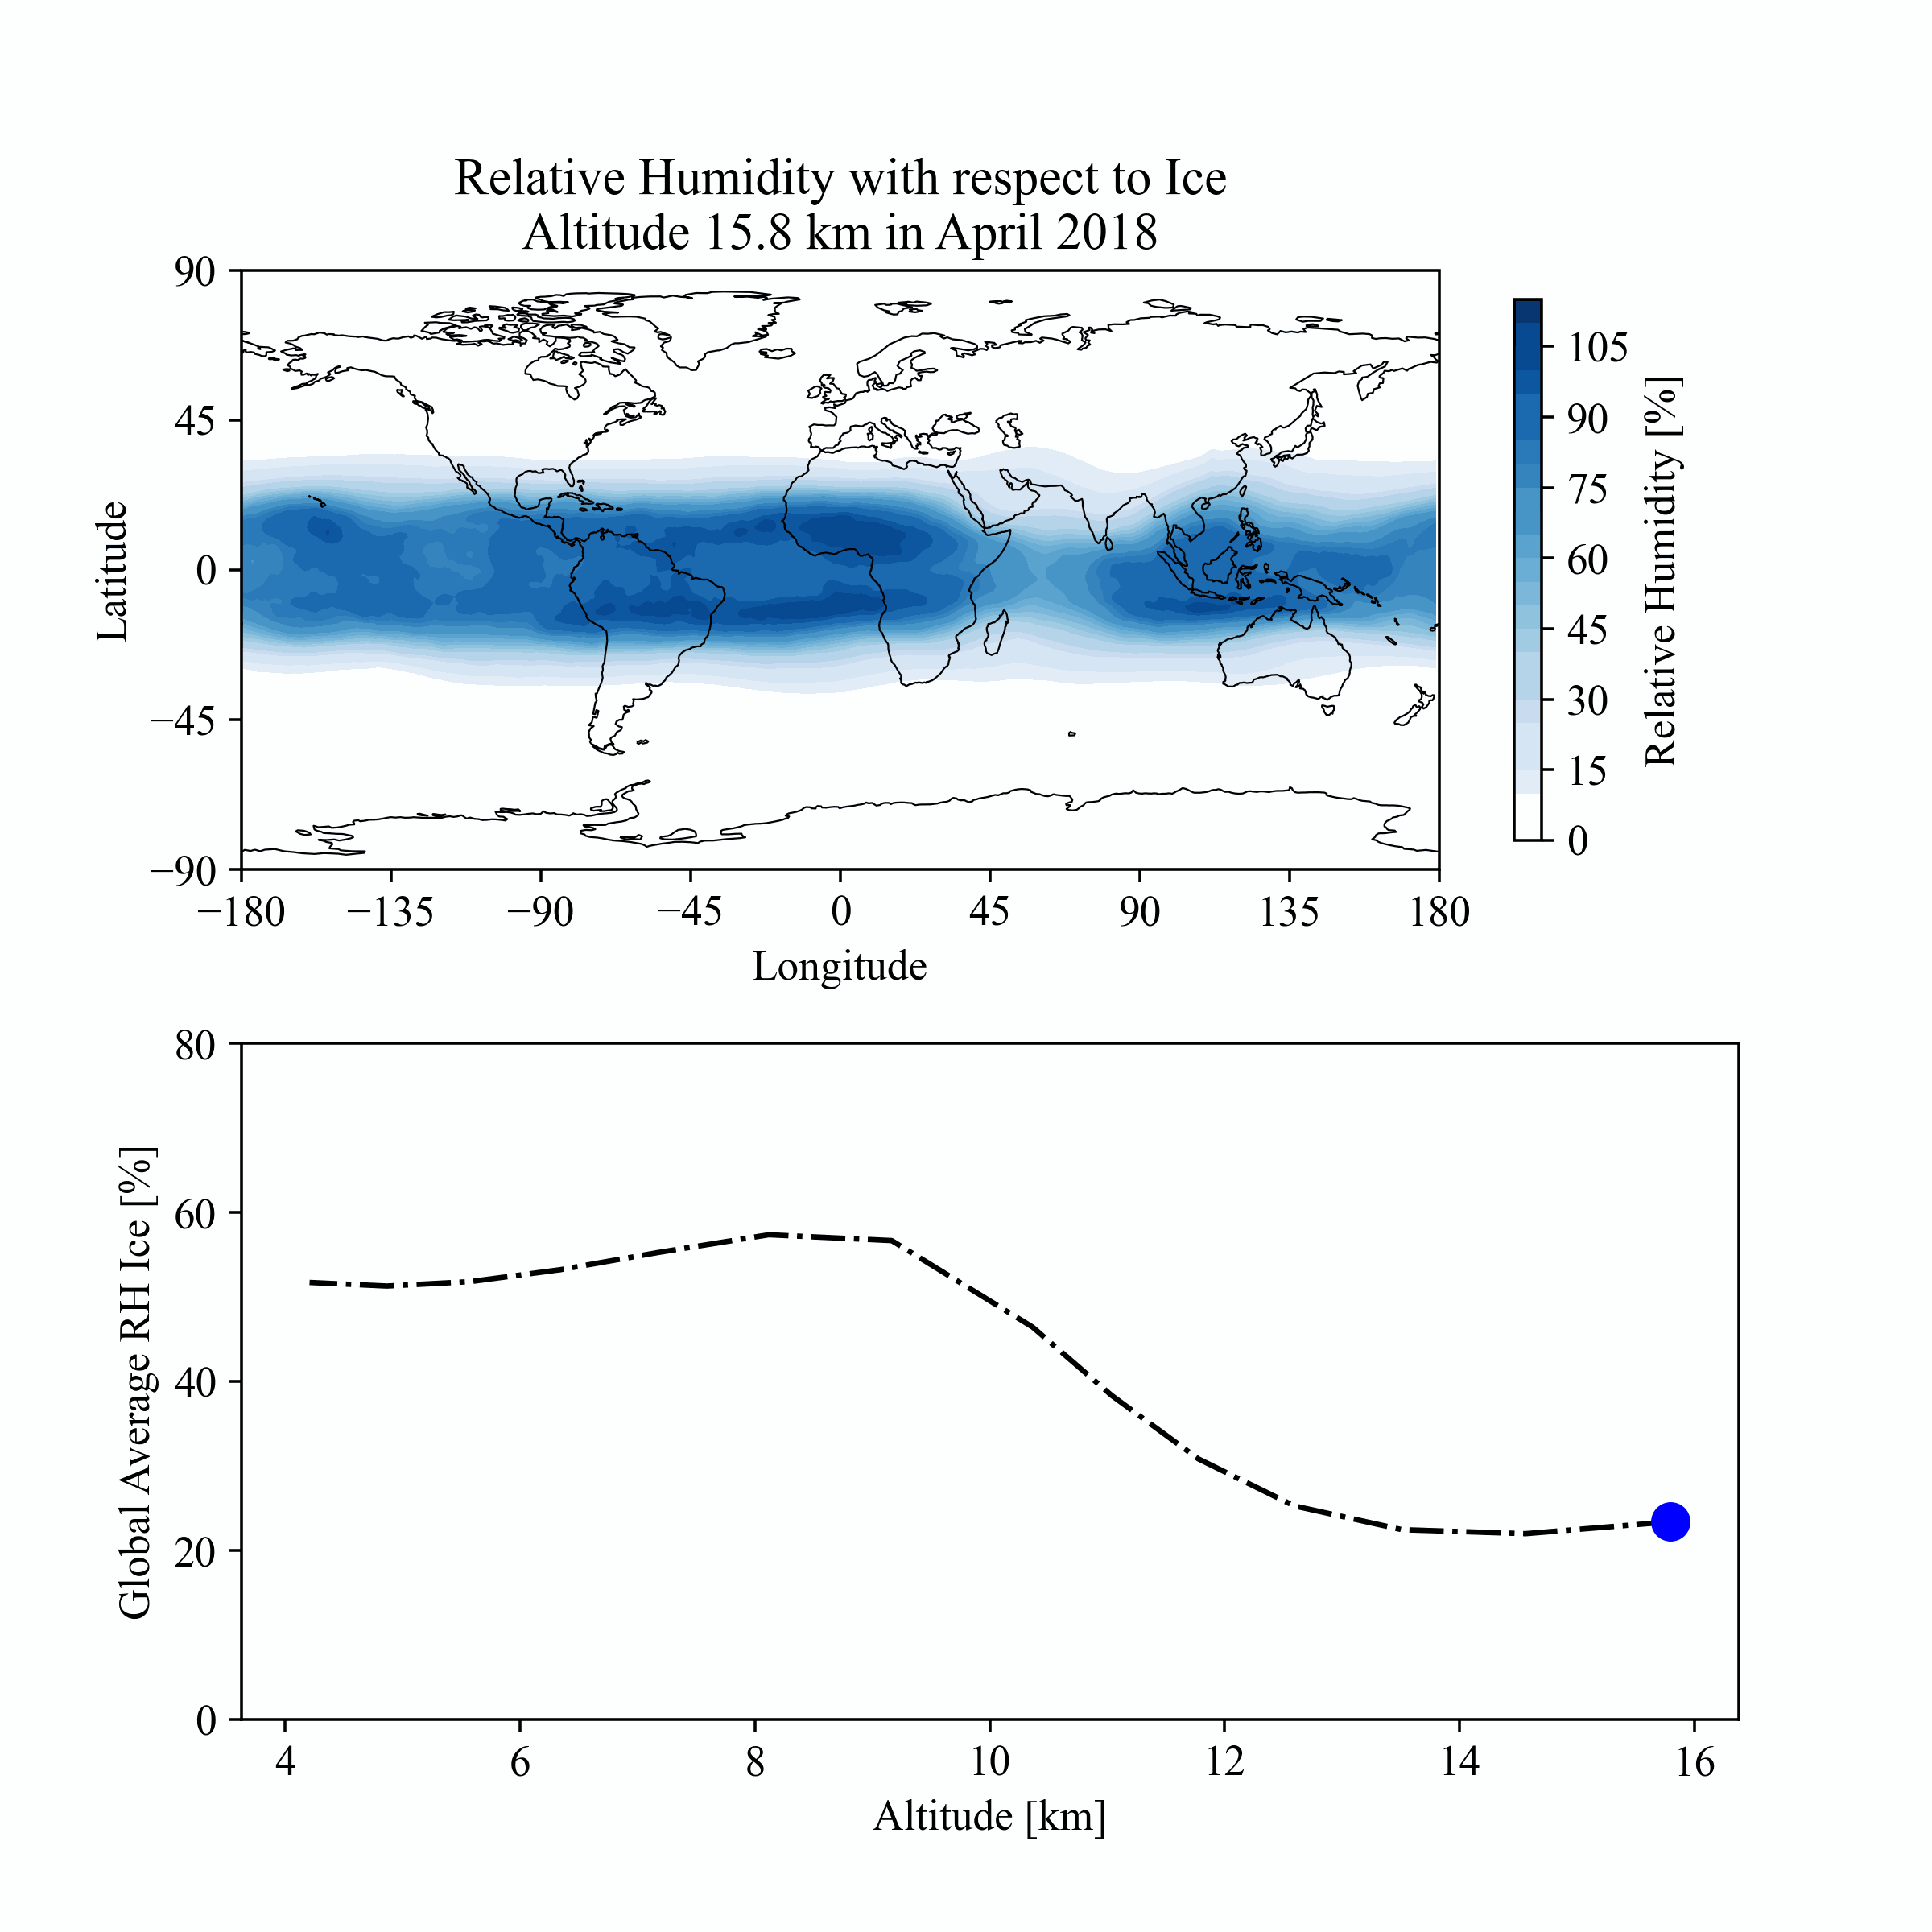 Relative Humidity with respect to Ice
Altitude 15.8 km in April 2018
90
45
0
−45
−90
Latitude
−180 −135 −90 −45 0 45 90 135 180
Longitude
105
90
75
60
45
30
15
0
Relative Humidity [%]
80
60
40
20
0
Global Average RH Ice [%]
4 6 8 10 12 14 16
Altitude [km]